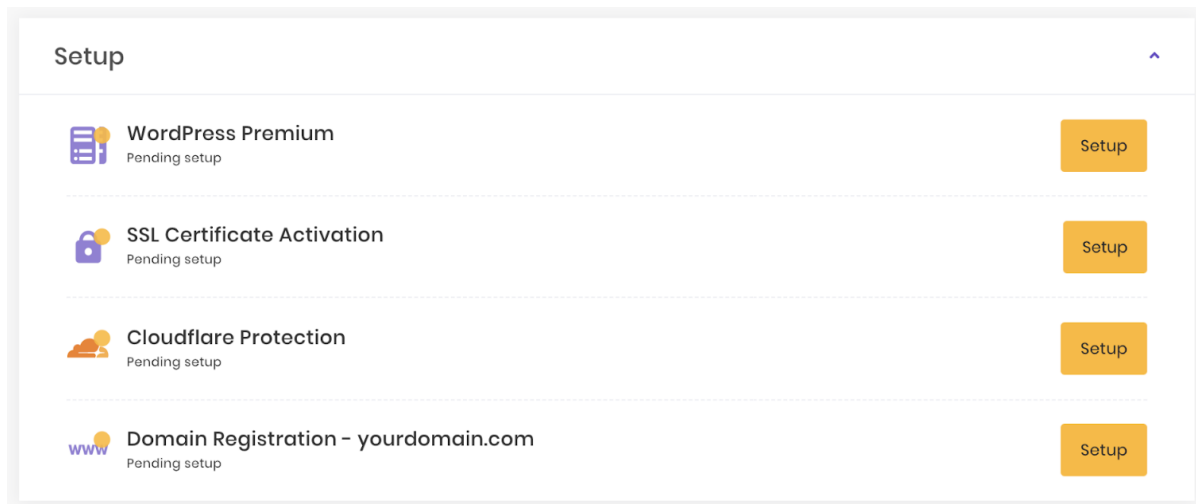 Setup
WordPress Premium
Pending setup
Setup
SSL Certificate Activation
Pending setup
Setup
Cloudflare Protection
Pending setup
Setup
www
Domain Registration - yourdomain.com
Pending setup
Setup